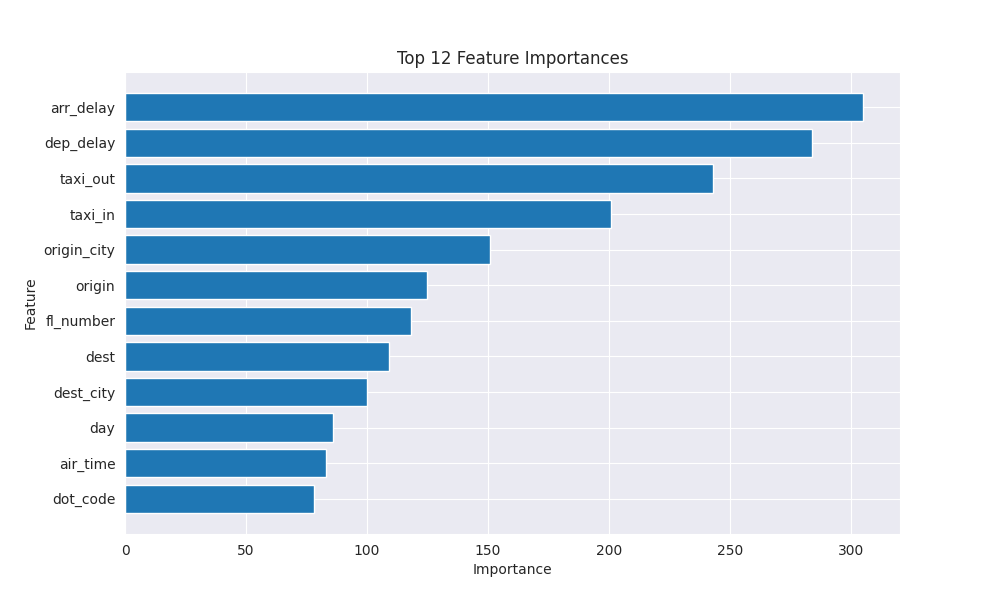 Top 12 Feature Importances
arr_delay
dep_delay
taxi_out
taxi_in
origin_city
origin
fl_number
dest
dest_city
day
air_time
dot_code
Feature
0 50 100 150 200 250 300
Importance